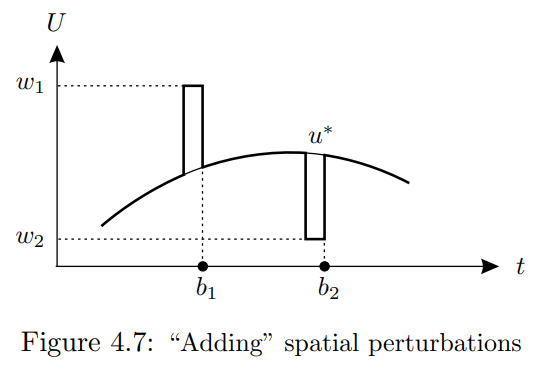 U
w₁
u*
w₂
t
b₁ b₂
Figure 4.7: “Adding” spatial perturbations